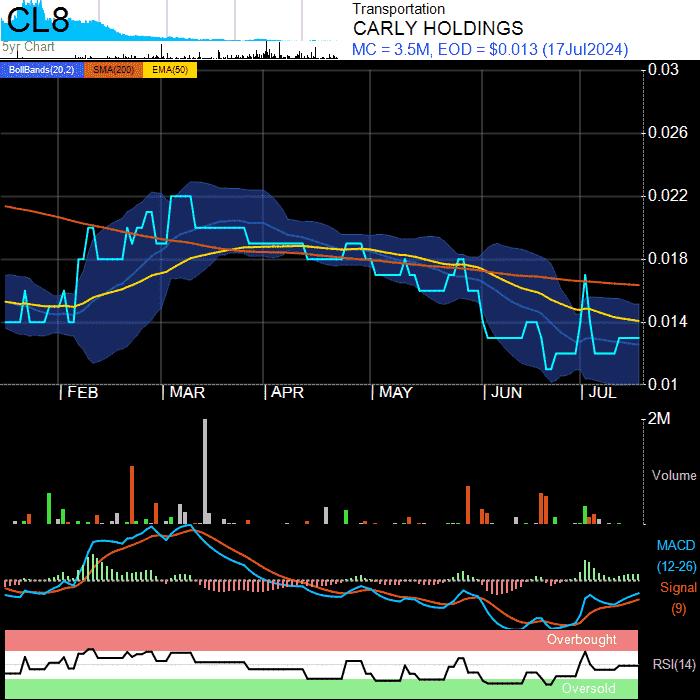 CL8
5yr Chart
Transportation
CARLY HOLDINGS
MC = 3.5M, EOD = $0.013 (17Jul2024)
BollBands(20,2) SMA(200) EMA(50)
0.03
0.026
0.022
0.018
0.014
0.01
FEB MAR APR MAY JUN JUL
2M
Volume
MACD
(12-26)
Signal
(9)
Overbought
RSI(14)
Oversold